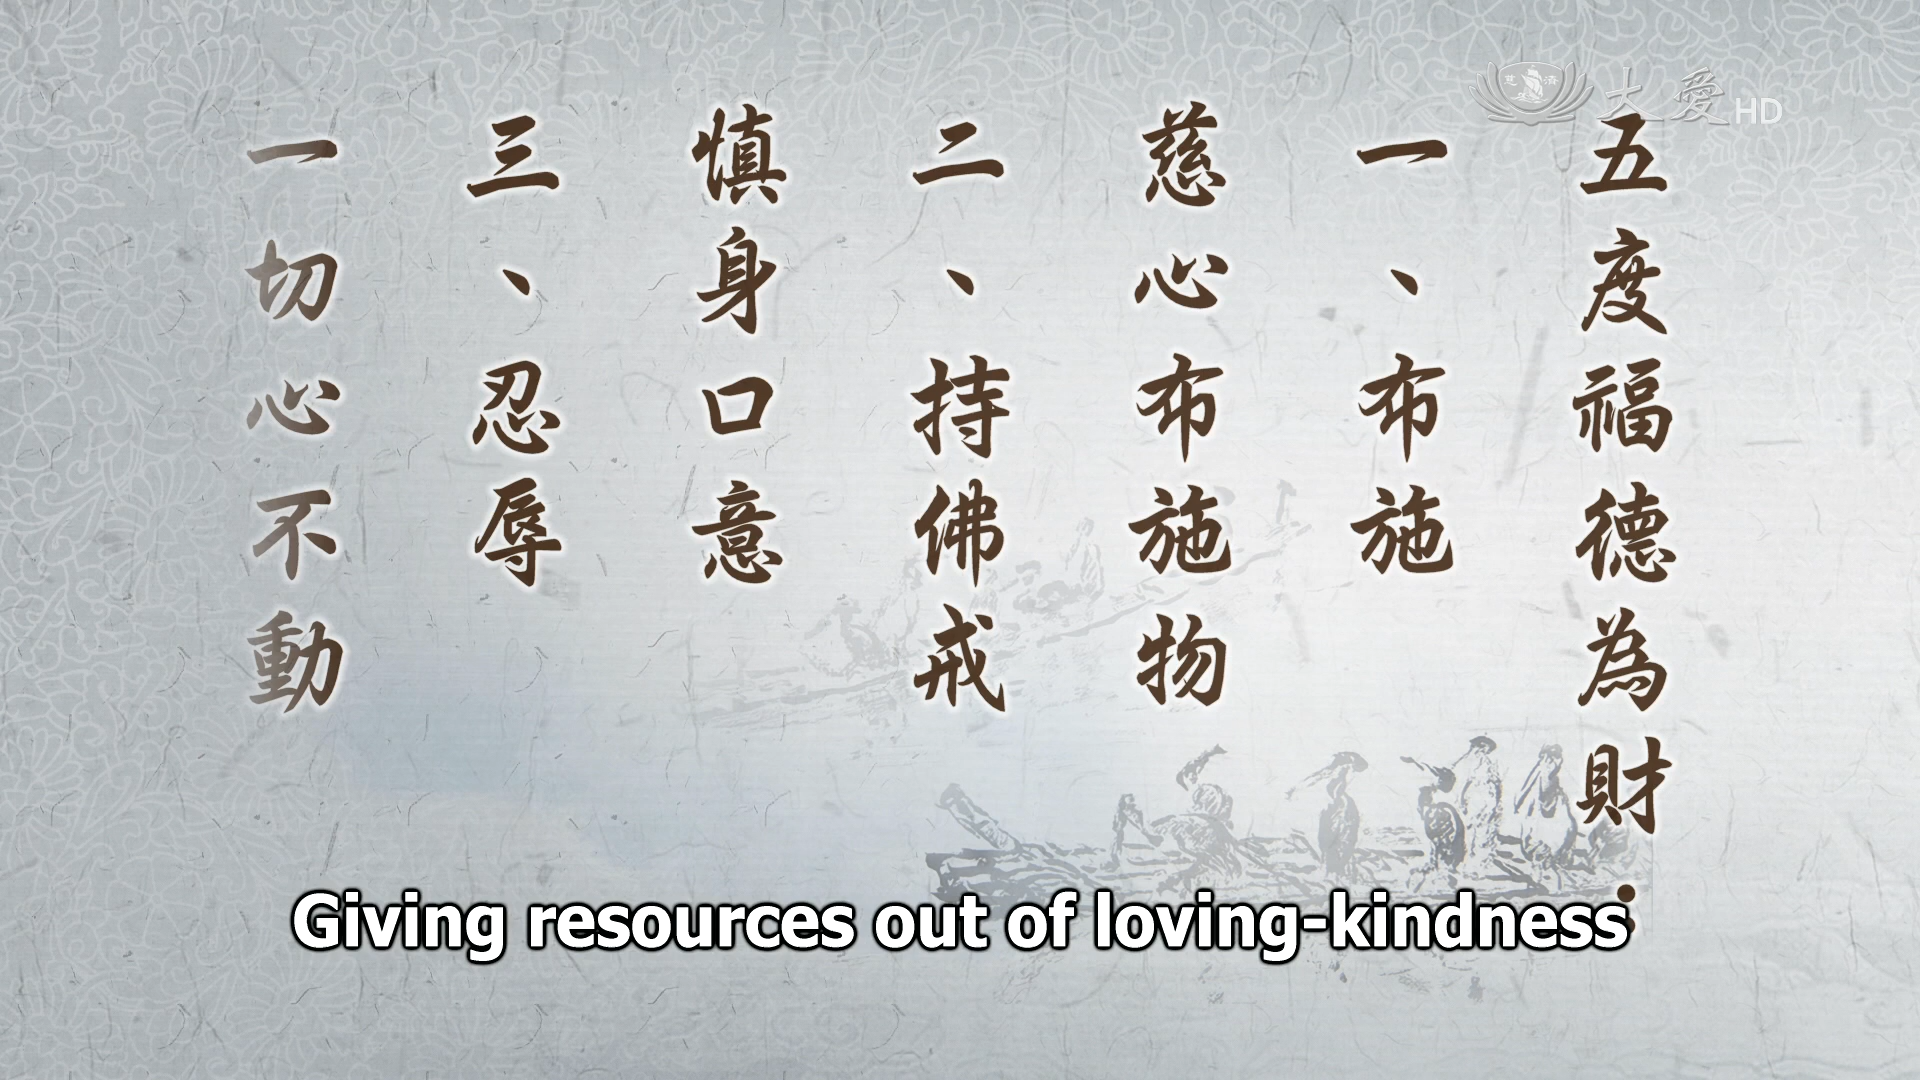 五度福德為財：
一、布施
慈心布施物
二、持佛戒
慎身口意
三、忍辱
一切心不動
大愛HD
Giving resources out of loving-kindness